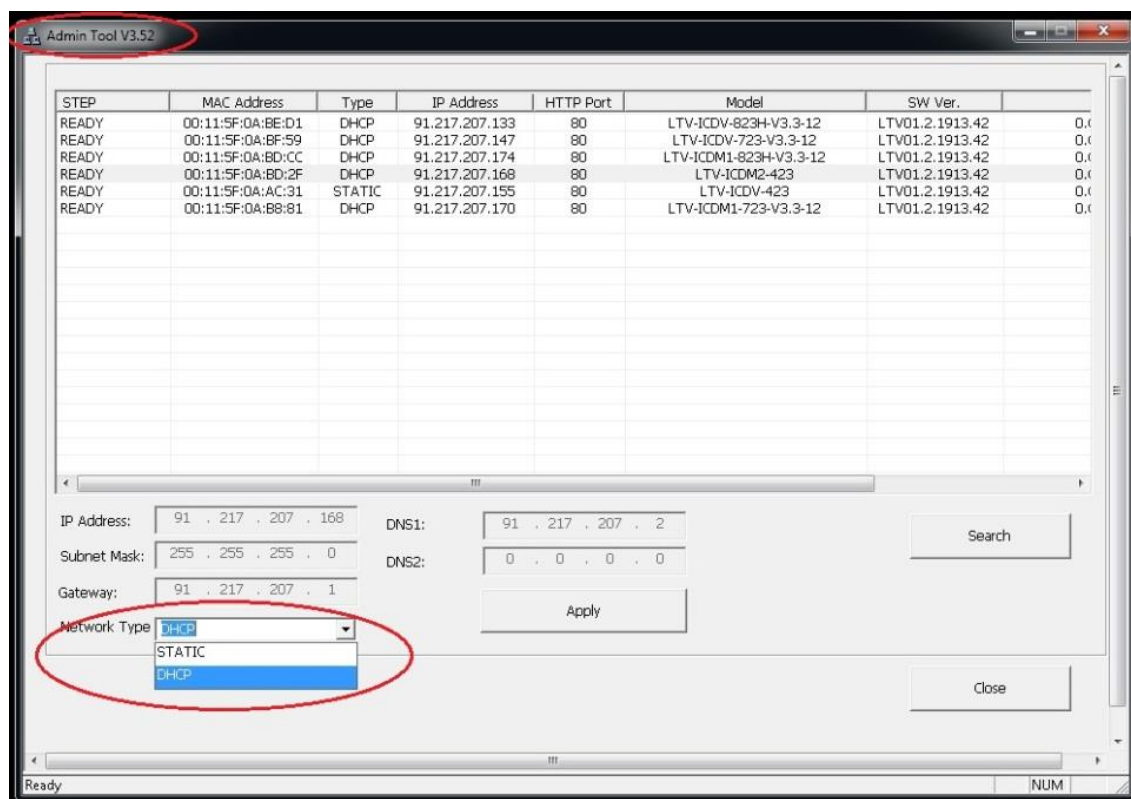 Admin Tool V3.52
STEP MAC Address Type IP Address HTTP Port Model SW Ver.
READY 00:11:5F:0A:BE:D1 DHCP 91.217.207.133 80 LTV-ICDV-823H-V3.3-12 LTV01.2.1913.42 0.
READY 00:11:5F:0A:BF:59 DHCP 91.217.207.147 80 LTV-ICDV-723-V3.3-12 LTV01.2.1913.42 0.
READY 00:11:5F:0A:BD:CC DHCP 91.217.207.174 80 LTV-ICDM1-823H-V3.3-12 LTV01.2.1913.42 0.
READY 00:11:5F:0A:BD:2F DHCP 91.217.207.168 80 LTV-ICDM2-423 LTV01.2.1913.42 0.
READY 00:11:5F:0A:AC:31 STATIC 91.217.207.155 80 LTV-ICDV-423 LTV01.2.1913.42 0.
READY 00:11:5F:0A:B8:81 DHCP 91.217.207.170 80 LTV-ICDM1-723-V3.3-12 LTV01.2.1913.42 0.
IP Address: 91 . 217 . 207 . 168 DNS1: 91 . 217 . 207 . 2
Search
Subnet Mask: 255 . 255 . 255 . 0 DNS2: 0 . 0 . 0 . 0
Gateway: 91 . 217 . 207 . 1
Apply
Network Type DHCP
STATIC
DHCP
Close
Ready NUM